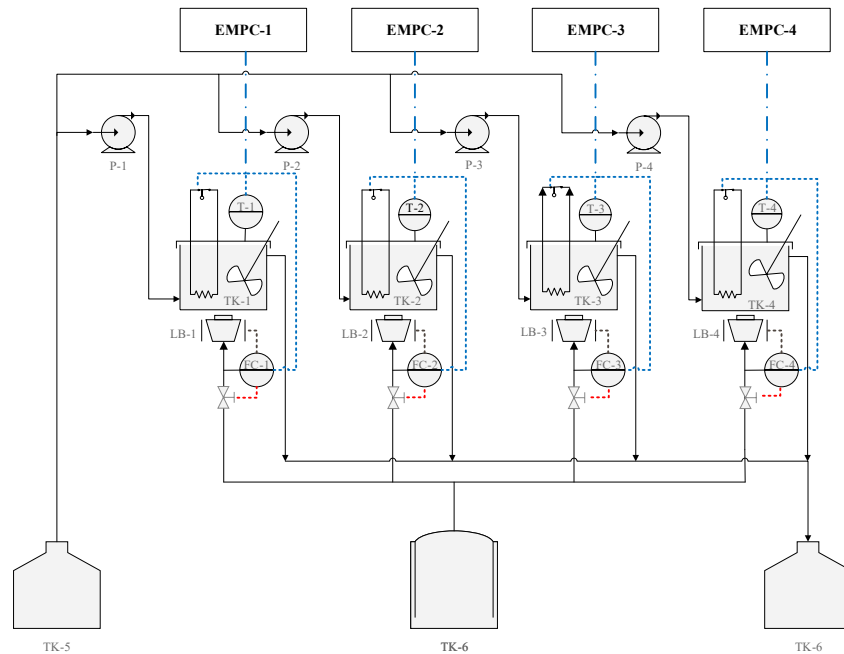 EMPC-1 EMPC-2 EMPC-3 EMPC-4
P-1 P-2 P-3 P-4
T-1 T-2 T-3 T-4
TK-1 TK-2 TK-3 TK-4
LB-1 LB-2 LB-3 LB-4
FC-1 FC-2 FC-3 FC-4
TK-5 TK-6 TK-6